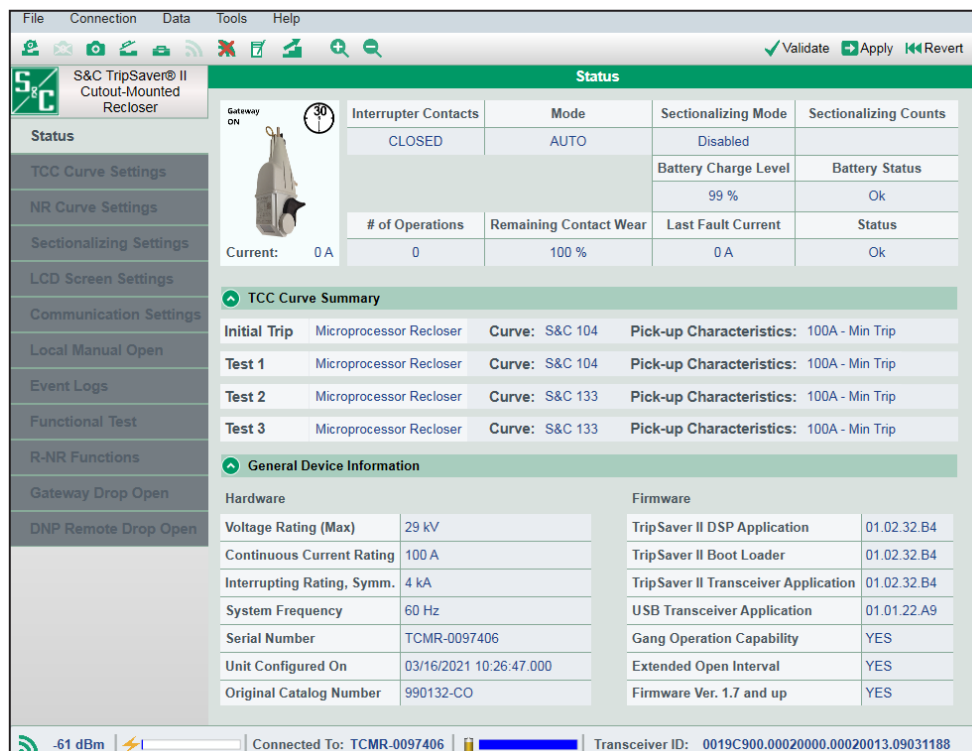 File Connection Data Tools Help
Validate Apply Revert
S&C
S&C TripSaver® II
Cutout-Mounted
Recloser
Status
TCC Curve Settings
NR Curve Settings
Sectionalizing Settings
LCD Screen Settings
Communication Settings
Local Manual Open
Event Logs
Functional Test
R-NR Functions
Gateway Drop Open
DNP Remote Drop Open
Status
Gateway
ON
30
Current: 0 A
Interrupter Contacts Mode Sectionalizing Mode Sectionalizing Counts
CLOSED AUTO Disabled
Battery Charge Level Battery Status
99 % Ok
# of Operations Remaining Contact Wear Last Fault Current Status
0 100 % 0 A Ok
TCC Curve Summary
Initial Trip Microprocessor Recloser Curve: S&C 104 Pick-up Characteristics: 100A - Min Trip
Test 1 Microprocessor Recloser Curve: S&C 104 Pick-up Characteristics: 100A - Min Trip
Test 2 Microprocessor Recloser Curve: S&C 133 Pick-up Characteristics: 100A - Min Trip
Test 3 Microprocessor Recloser Curve: S&C 133 Pick-up Characteristics: 100A - Min Trip
General Device Information
Hardware
Voltage Rating (Max) 29 kV
Continuous Current Rating 100 A
Interrupting Rating, Symm. 4 kA
System Frequency 60 Hz
Serial Number TCMR-0097406
Unit Configured On 03/16/2021 10:26:47.000
Original Catalog Number 990132-CO
Firmware
TripSaver II DSP Application 01.02.32.B4
TripSaver II Boot Loader 01.02.32.B4
TripSaver II Transceiver Application 01.02.32.B4
USB Transceiver Application 01.01.22.A9
Gang Operation Capability YES
Extended Open Interval YES
Firmware Ver. 1.7 and up YES
-61 dBm Connected To: TCMR-0097406 Transceiver ID: 0019C900.00020000.00020013.09031188